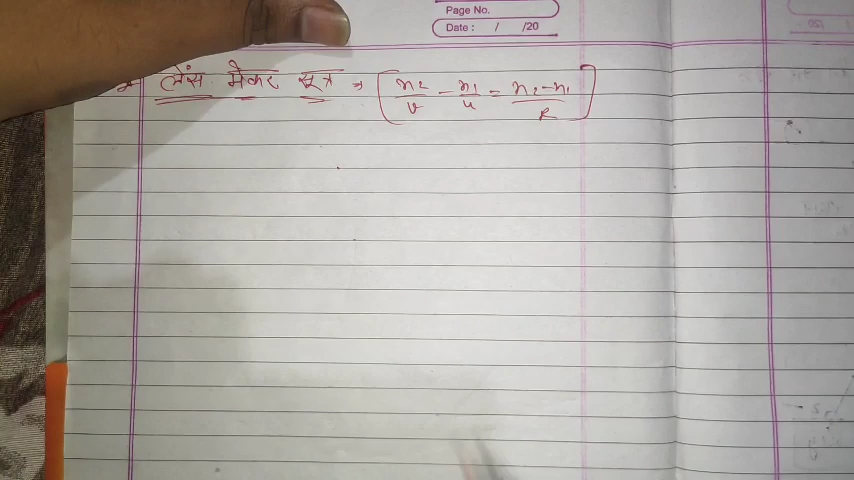 Page No.
Date : / /20
लेंस मेकर सूत्र ⇒ [n₂/v - n₁/u = n₂-n₁/R]